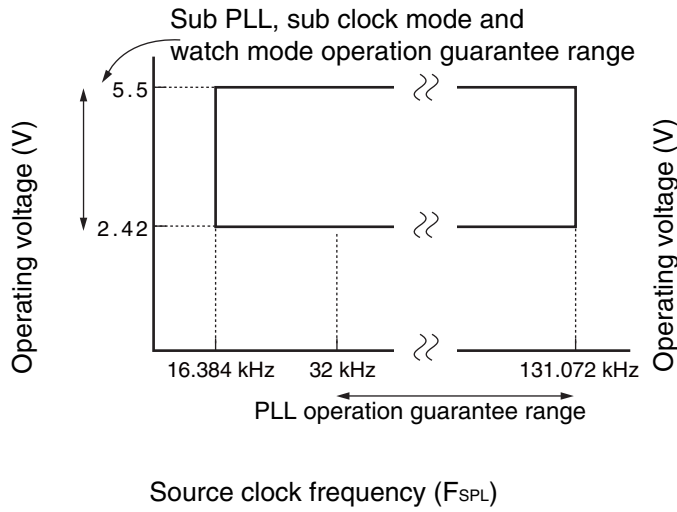 Sub PLL, sub clock mode and
watch mode operation guarantee range
5.5
2.42
Operating voltage (V)
Operating voltage (V)
16.384 kHz
32 kHz
131.072 kHz
PLL operation guarantee range
Source clock frequency (FSPL)